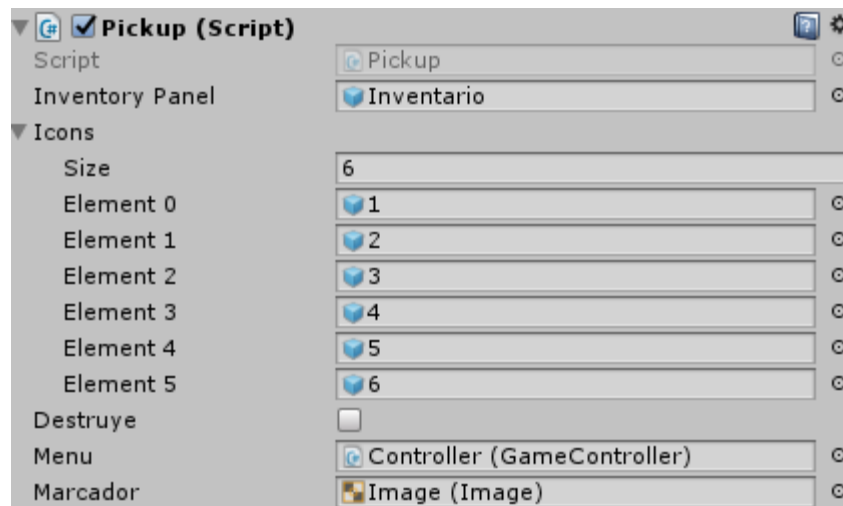 Pickup (Script)
Script Pickup
Inventory Panel Inventario
Icons
Size 6
Element 0 1
Element 1 2
Element 2 3
Element 3 4
Element 4 5
Element 5 6
Destruye
Menu Controller (GameController)
Marcador Image (Image)